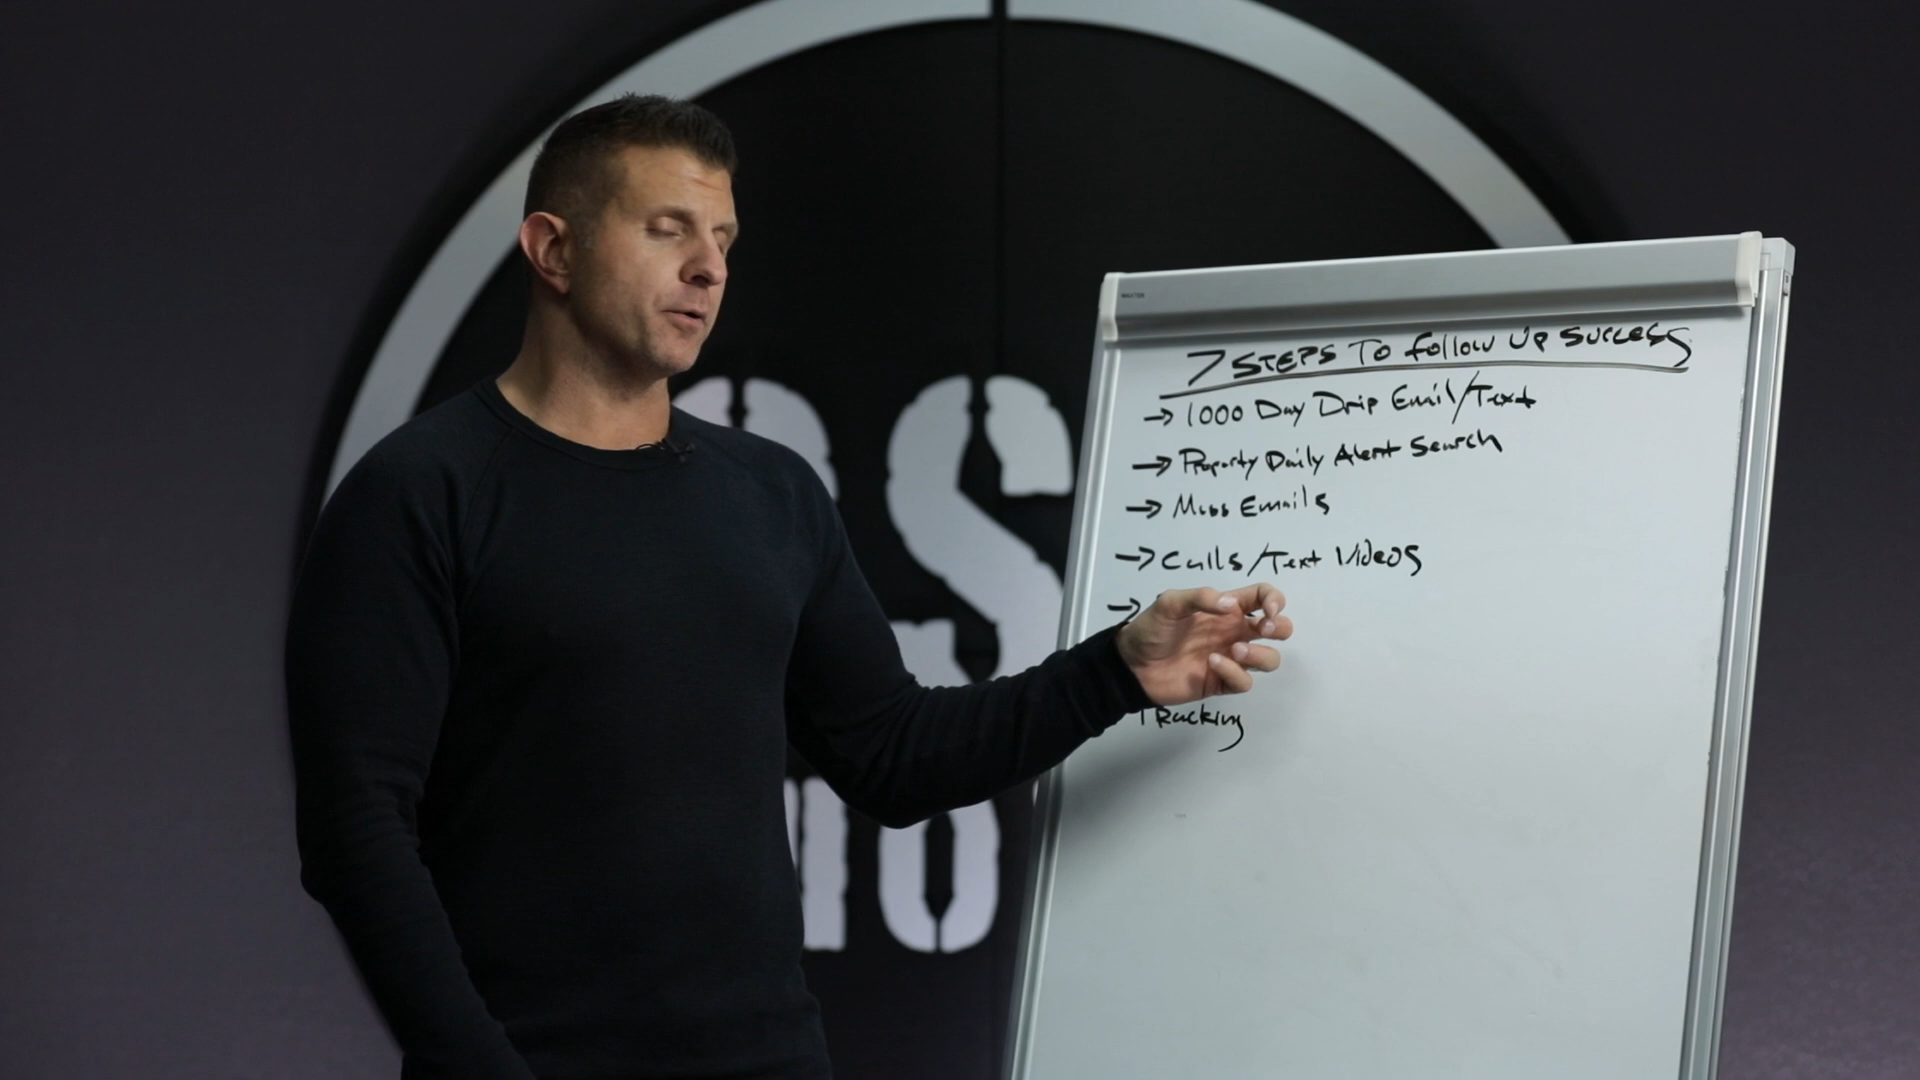 7 STEPS To Follow Up Success
→ 1000 Day Drip Email/Text
→ Property Daily Alert Search
→ Mass Emails
→ Calls/Text Videos
→
Tracking